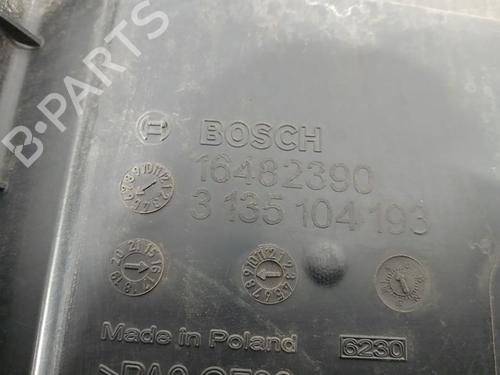 B-PARTS
BOSCH
16482390
3 135 104 193
Made in Poland
6230